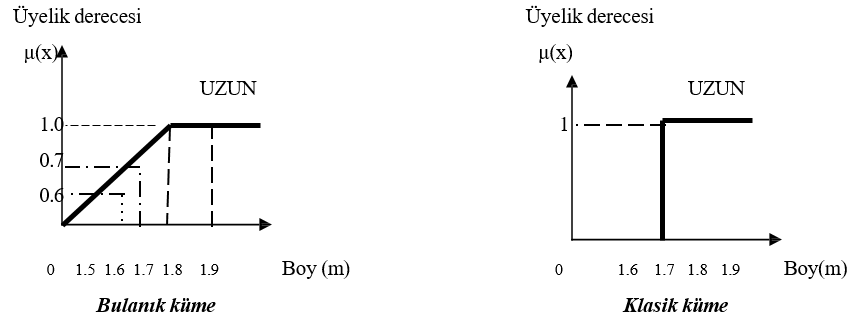 Üyelik derecesi
μ(x)
UZUN
1.0
0.7
0.6
0 1.5 1.6 1.7 1.8 1.9 Boy (m)
Bulanık küme
Üyelik derecesi
μ(x)
UZUN
1
0 1.6 1.7 1.8 1.9 Boy(m)
Klasik küme